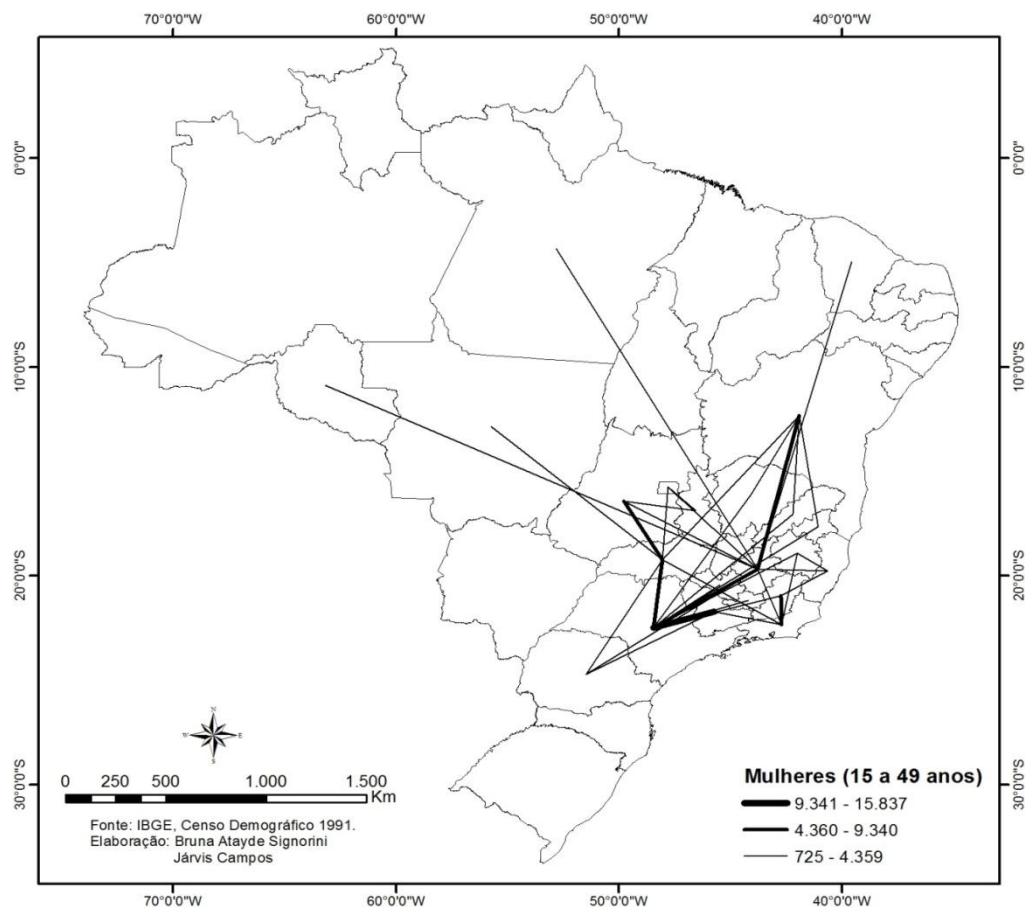 70°0'0"W 60°0'0"W 50°0'0"W 40°0'0"W
0°0'0" 0°0'0"
10°0'0"S 10°0'0"S
20°0'0"S 20°0'0"S
30°0'0"S 30°0'0"S
N
W E
S
0 250 500 1.000 1.500
Km
Fonte: IBGE, Censo Demográfico 1991.
Elaboração: Bruna Atayde Signorini
Járvis Campos
Mulheres (15 a 49 anos)
9.341 - 15.837
4.360 - 9.340
725 - 4.359
70°0'0"W 60°0'0"W 50°0'0"W 40°0'0"W